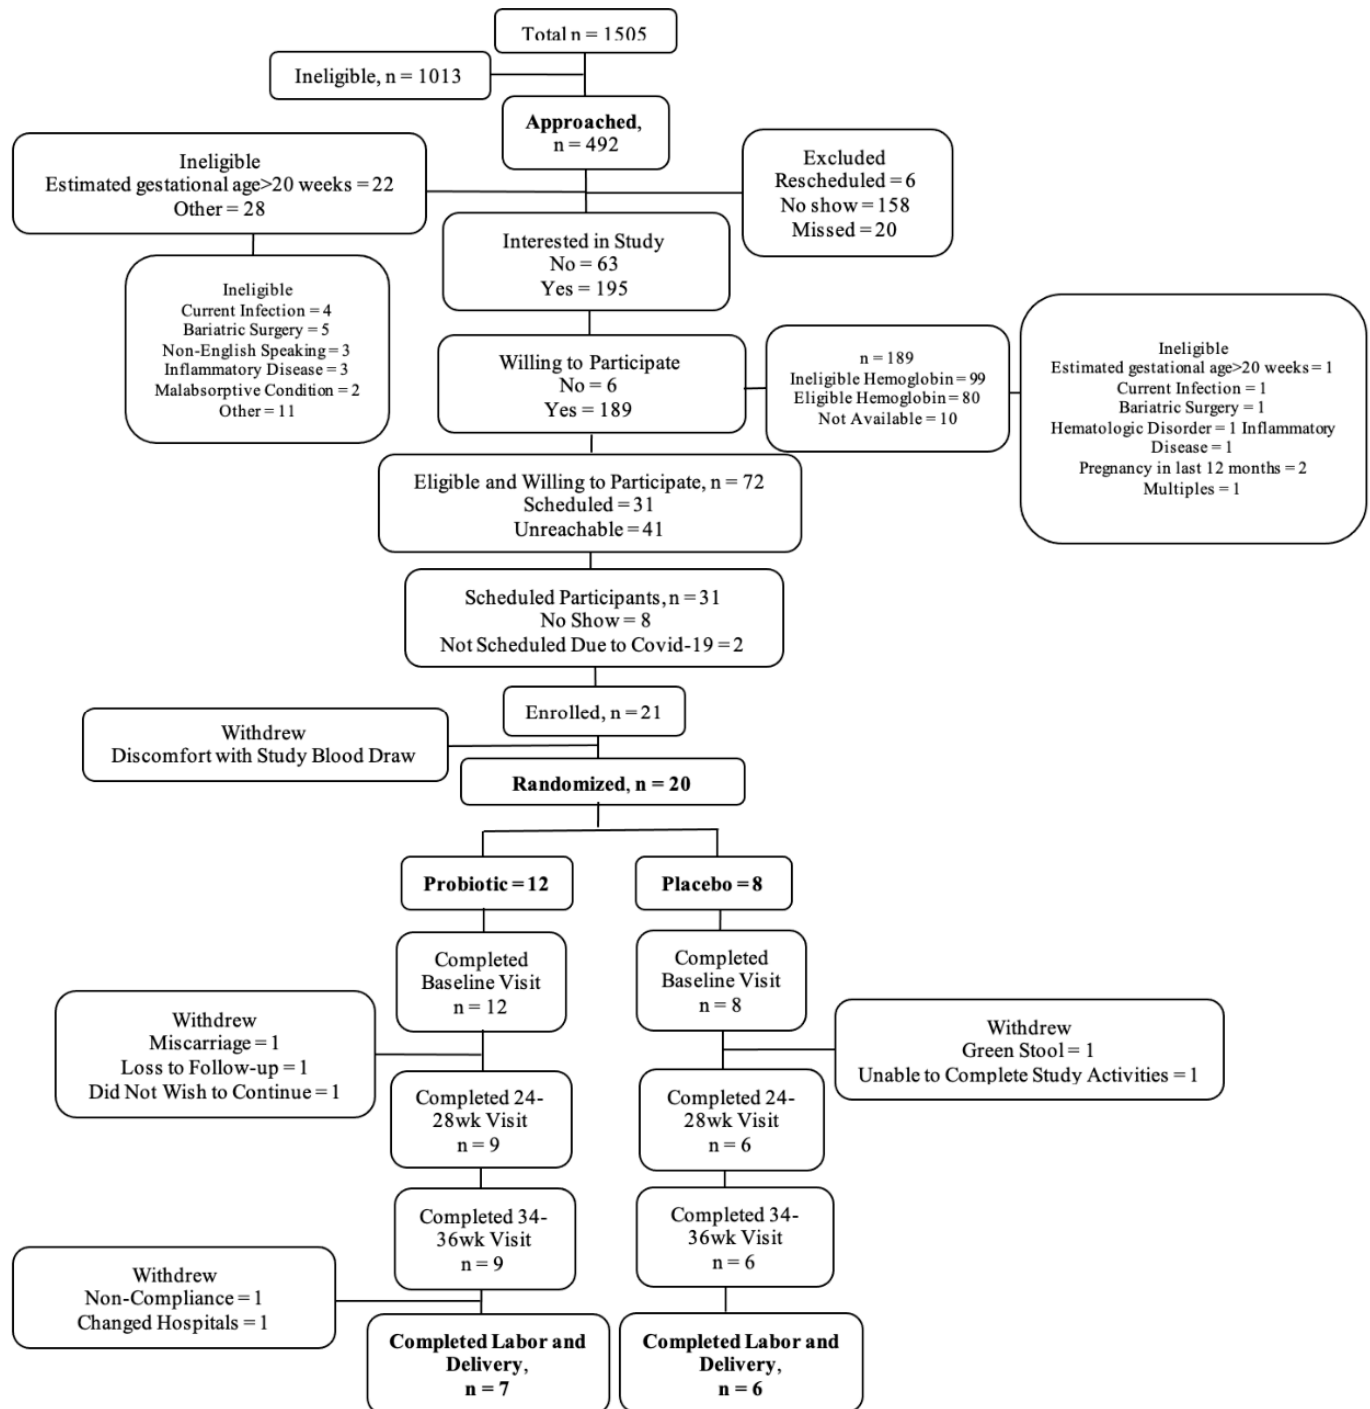 Total n = 1505
Ineligible, n = 1013
Approached,
n = 492
Ineligible
Estimated gestational age>20 weeks = 22
Other = 28
Excluded
Rescheduled = 6
No show = 158
Missed = 20
Interested in Study
No = 63
Yes = 195
Ineligible
Current Infection = 4
Bariatric Surgery = 5
Non-English Speaking = 3
Inflammatory Disease = 3
Malabsorptive Condition = 2
Other = 11
Willing to Participate
No = 6
Yes = 189
n = 189
Ineligible Hemoglobin = 99
Eligible Hemoglobin = 80
Not Available = 10
Ineligible
Estimated gestational age>20 weeks = 1
Current Infection = 1
Bariatric Surgery = 1
Hematologic Disorder = 1 Inflammatory
Disease = 1
Pregnancy in last 12 months = 2
Multiples = 1
Eligible and Willing to Participate, n = 72
Scheduled = 31
Unreachable = 41
Scheduled Participants, n = 31
No Show = 8
Not Scheduled Due to Covid-19 = 2
Enrolled, n = 21
Withdrew
Discomfort with Study Blood Draw
Randomized, n = 20
Probiotic = 12
Placebo = 8
Completed
Baseline Visit
n = 12
Completed
Baseline Visit
n = 8
Withdrew
Miscarriage = 1
Loss to Follow-up = 1
Did Not Wish to Continue = 1
Withdrew
Green Stool = 1
Unable to Complete Study Activities = 1
Completed 24-
28wk Visit
n = 9
Completed 24-
28wk Visit
n = 6
Completed 34-
36wk Visit
n = 9
Completed 34-
36wk Visit
n = 6
Withdrew
Non-Compliance = 1
Changed Hospitals = 1
Completed Labor and
Delivery,
n = 7
Completed Labor and
Delivery,
n = 6